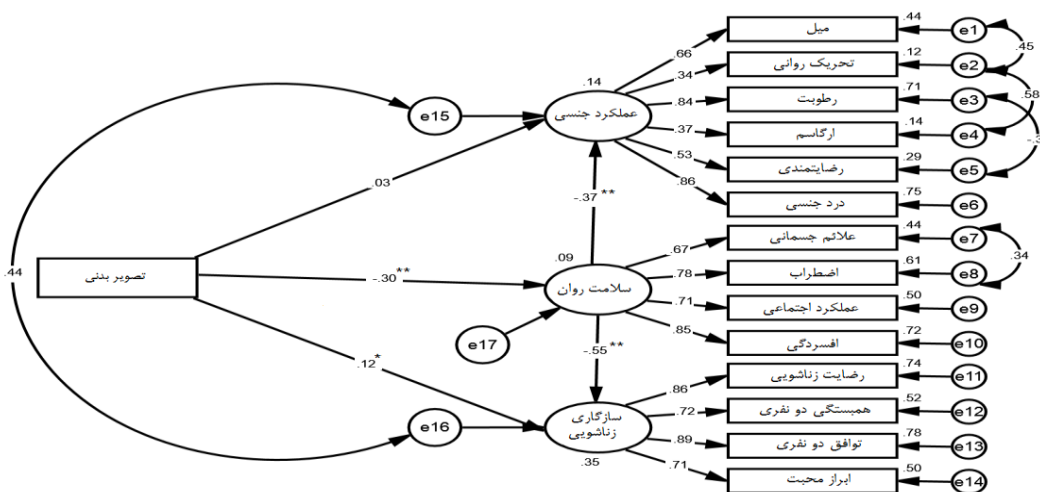 .44
میل
.44
e1
.66
.45
.12
تحریک روانی
e2
.34
.14
.58
.71
رطوبت
e3
.84
e15
عملکرد جنسی
.14
ارگاسم
e4
.37
.29
رضایتمندی
e5
.53
.03
.75
درد جنسی
e6
.86
-.37**
.44
علائم جسمانی
e7
.67
.09
.34
.61
اضطراب
e8
.78
تصویر بدنی
-.30**
سلامت روان
.50
عملکرد اجتماعی
e9
.71
e17
.72
افسردگی
e10
.85
-.55**
.12*
.74
رضایت زناشویی
e11
.86
.52
همبستگی دو نفری
e12
.72
e16
سازگاری
زناشویی
.78
توافق دو نفری
e13
.89
.35
.50
ابراز محبت
e14
.71